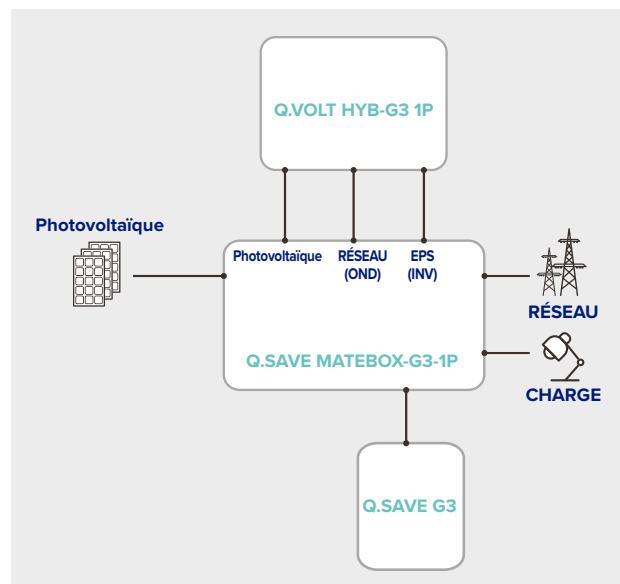 Q.VOLT HYB-G3 1P
Photovoltaïque
Photovoltaïque
RÉSEAU
(OND)
EPS
(INV)
RÉSEAU
Q.SAVE MATEBOX-G3-1P
CHARGE
Q.SAVE G3